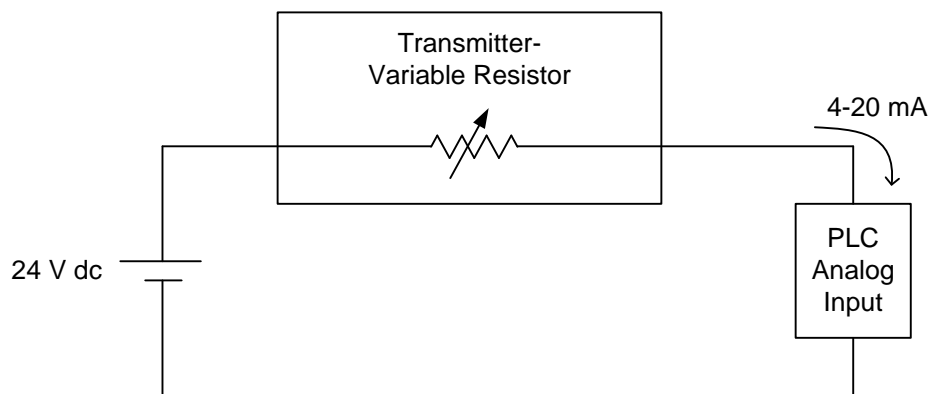 Transmitter-
Variable Resistor
4-20 mA
24 V dc
PLC
Analog
Input